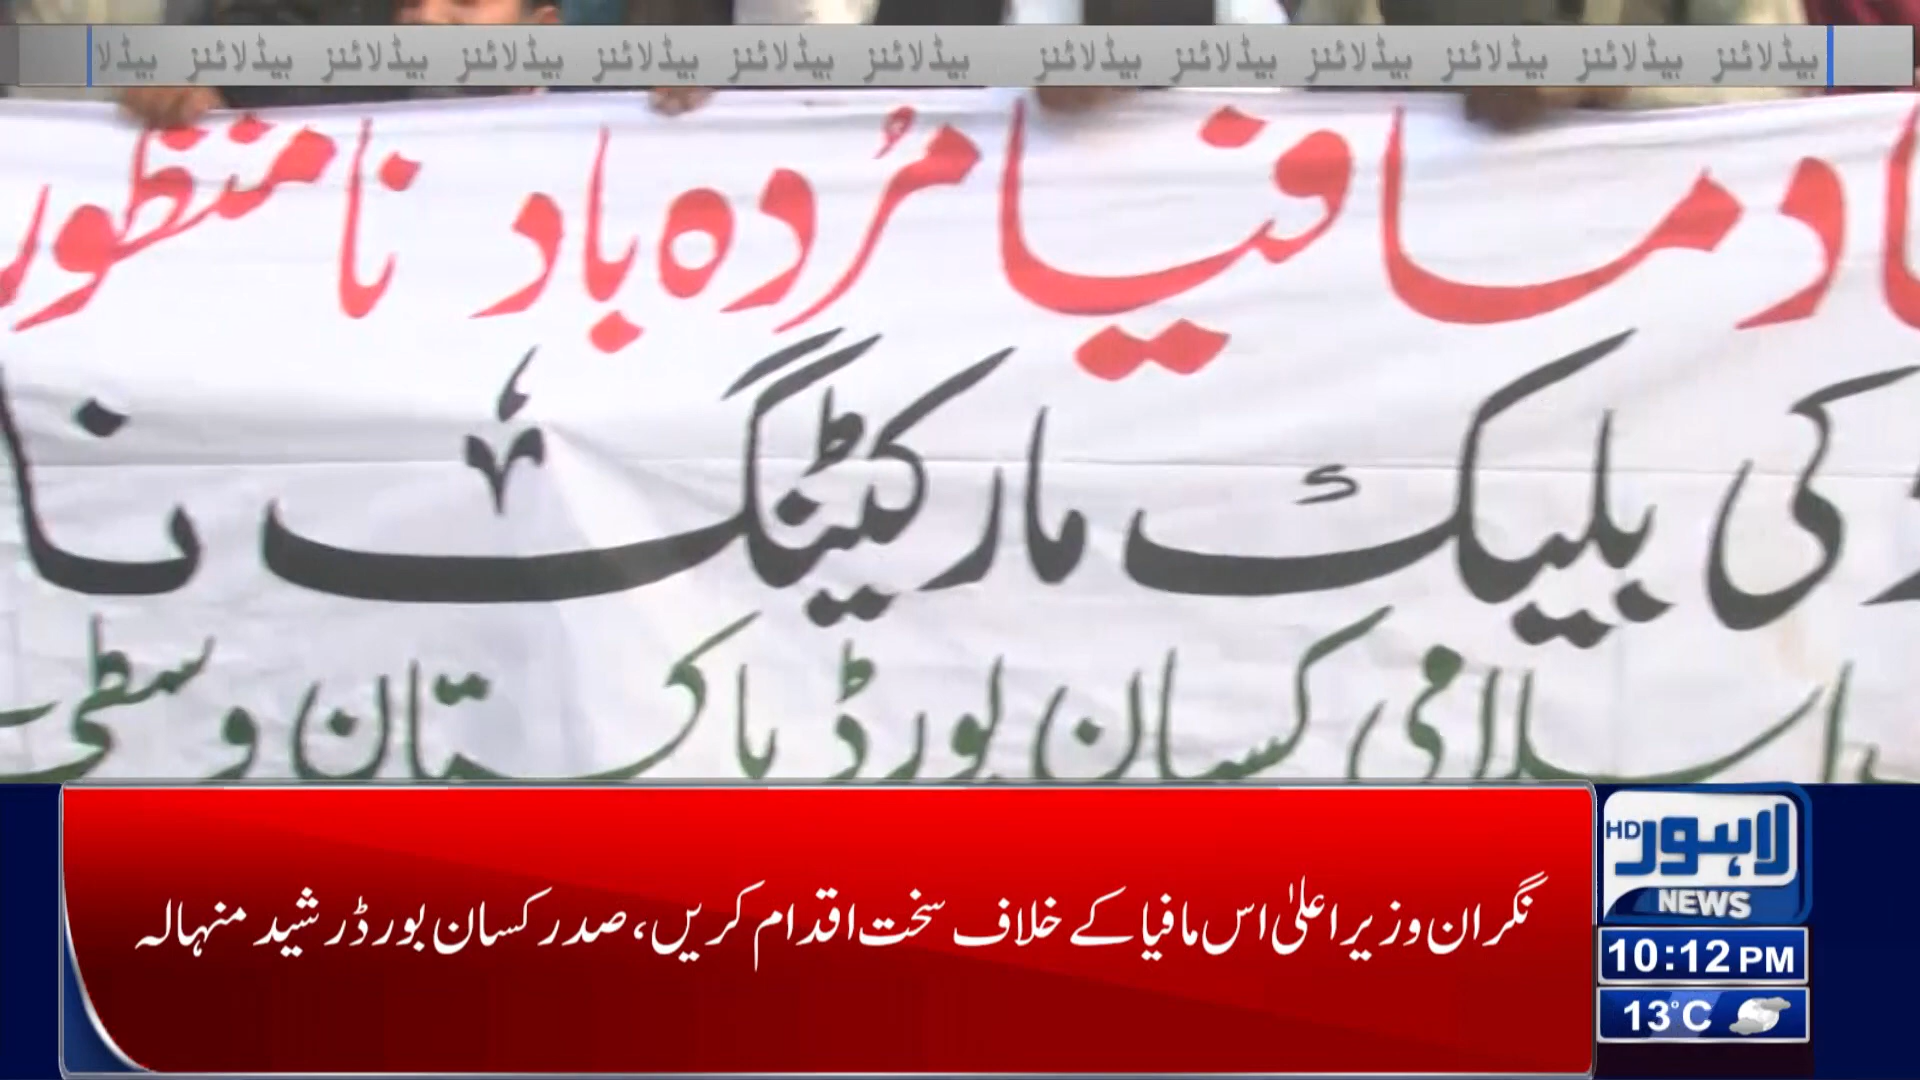 ہیڈلائنز ہیڈلائنز ہیڈلائنز ہیڈلائنز ہیڈلائنز ہیڈلائنز ہیڈلائنز ہیڈلائنز ہیڈلائنز ہیڈلائنز ہیڈلائنز ہیڈلائنز ہیڈلا
مافیا مُردہ باد نامنظور
کی بلیک مارکیٹنگ نا
اسلامی کسان بورڈ پاکستان وسطی
نگران وزیراعلیٰ اس مافیا کے خلاف سخت اقدام کریں، صدر کسان بورڈ رشید منہالہ
لاہور HD
NEWS
10:12 PM
13°C